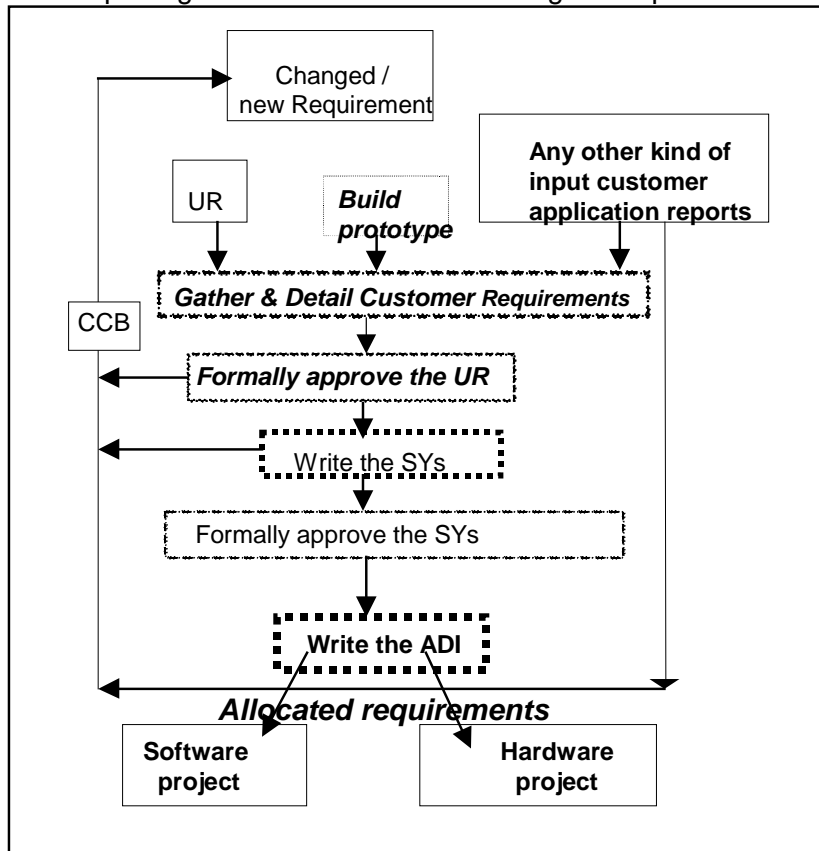 Changed /
new Requirement
Any other kind of
input customer
application reports
UR
Build
prototype
Gather & Detail Customer Requirements
CCB
Formally approve the UR
Write the SYs
Formally approve the SYs
Write the ADI
Allocated requirements
Software
project
Hardware
project